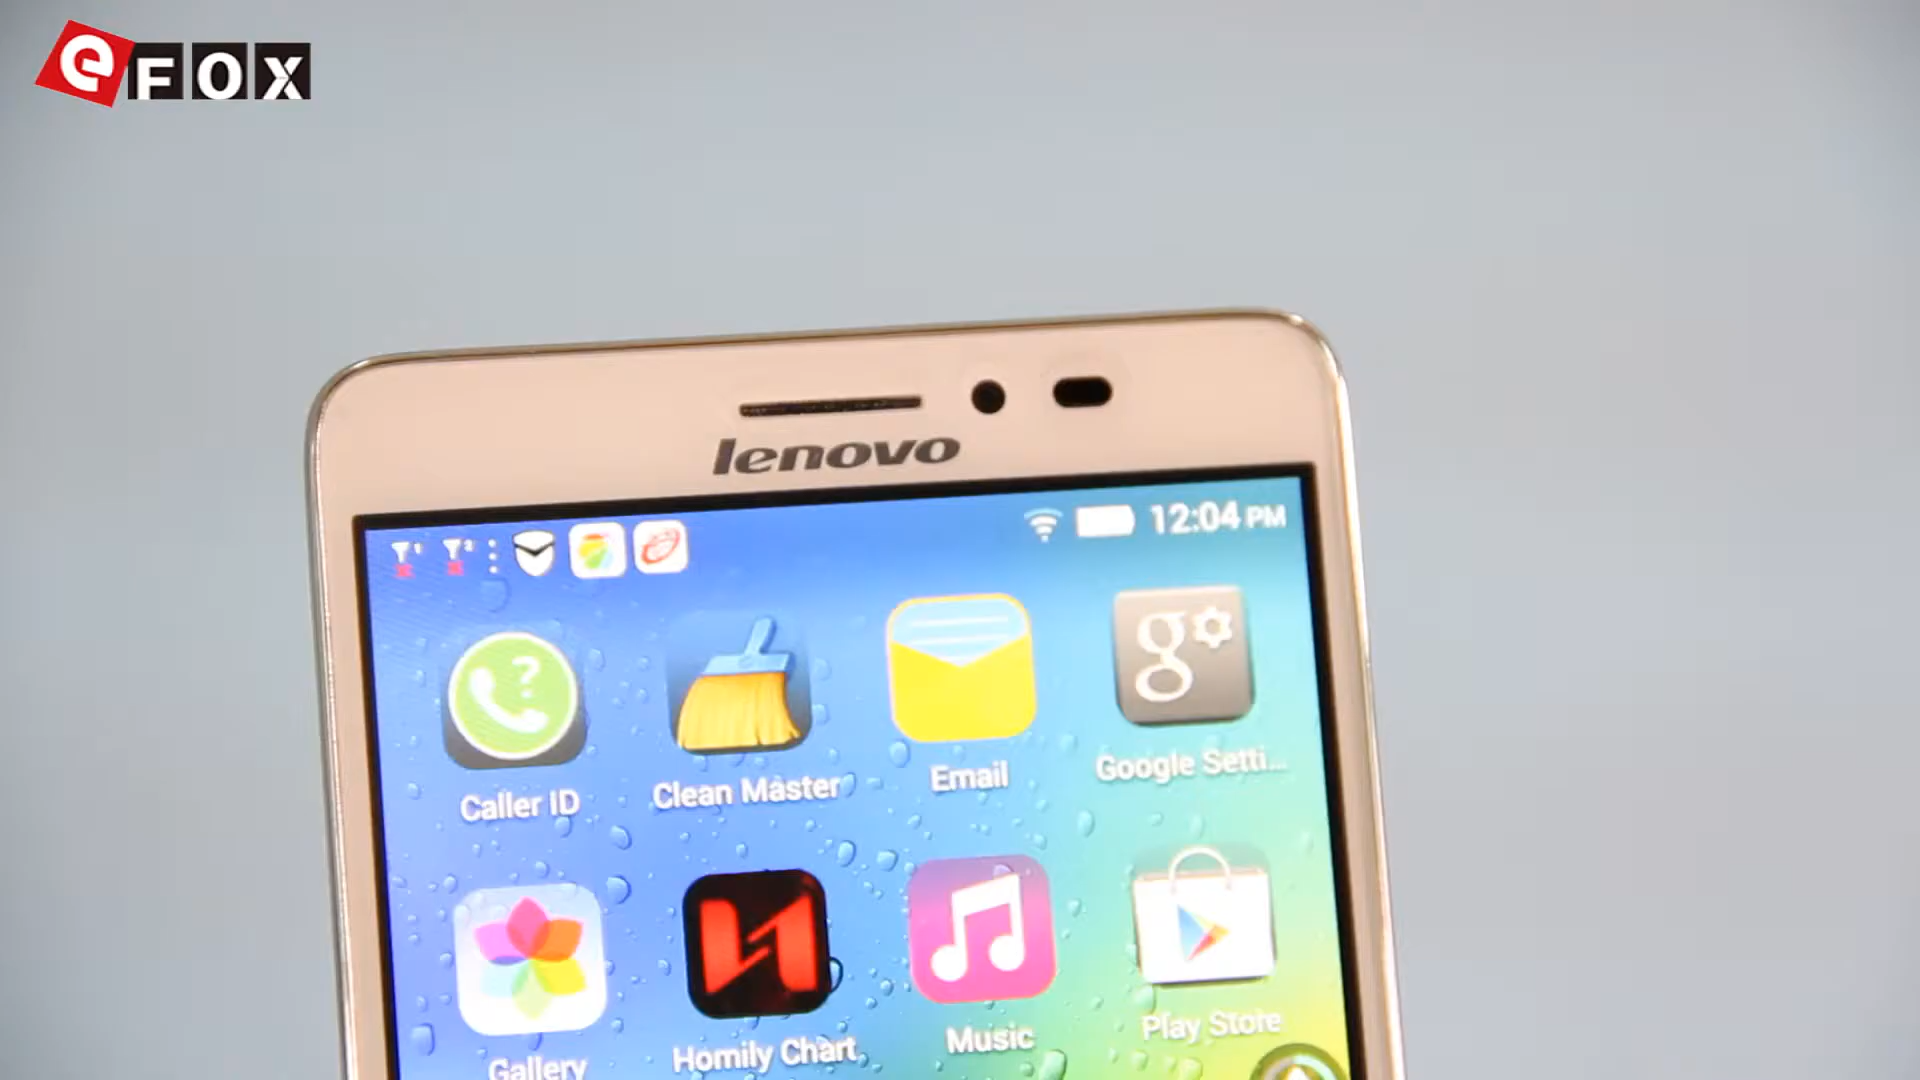 eFOX
lenovo
12:04 PM
Caller ID
Clean Master
Email
Google Setti...
Gallery
Homily Chart
Music
Play Store